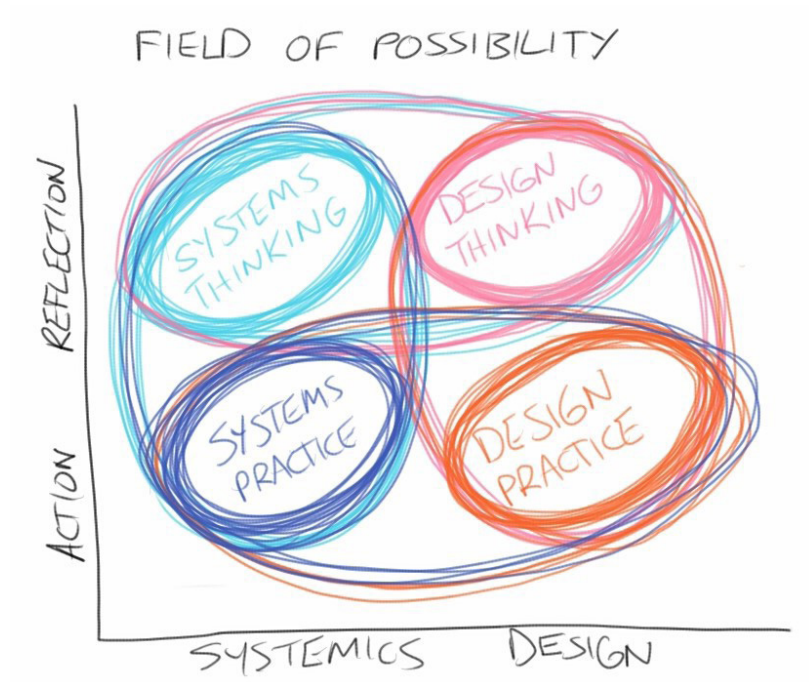 FIELD OF POSSIBILITY
REFLECTION
ACTION
SYSTEMS
THINKING
DESIGN
THINKING
SYSTEMS
PRACTICE
DESIGN
PRACTICE
SYSTEMICS
DESIGN